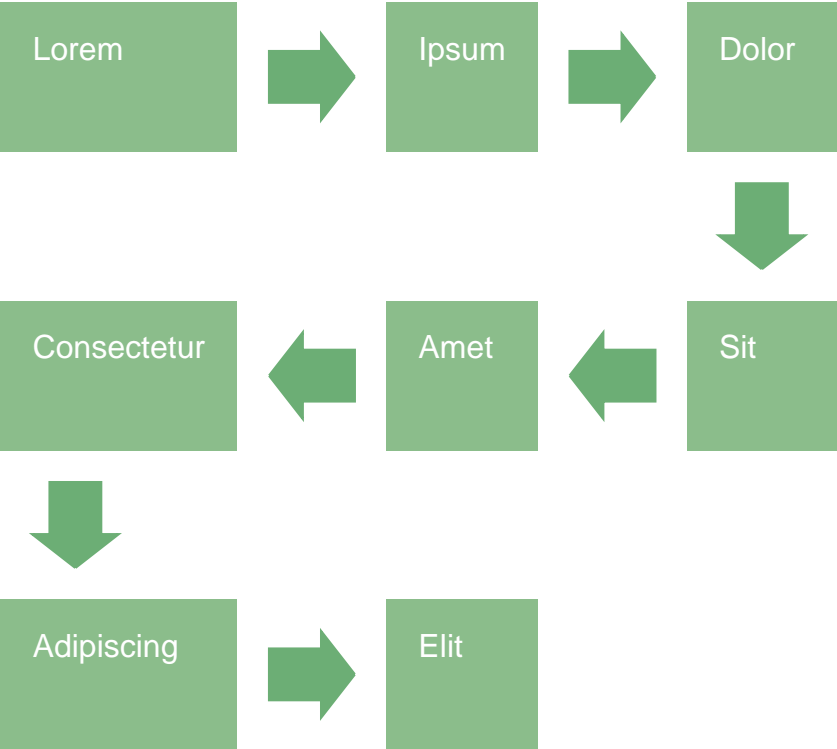 Lorem
Ipsum
Dolor
Sit
Amet
Consectetur
Adipiscing
Elit